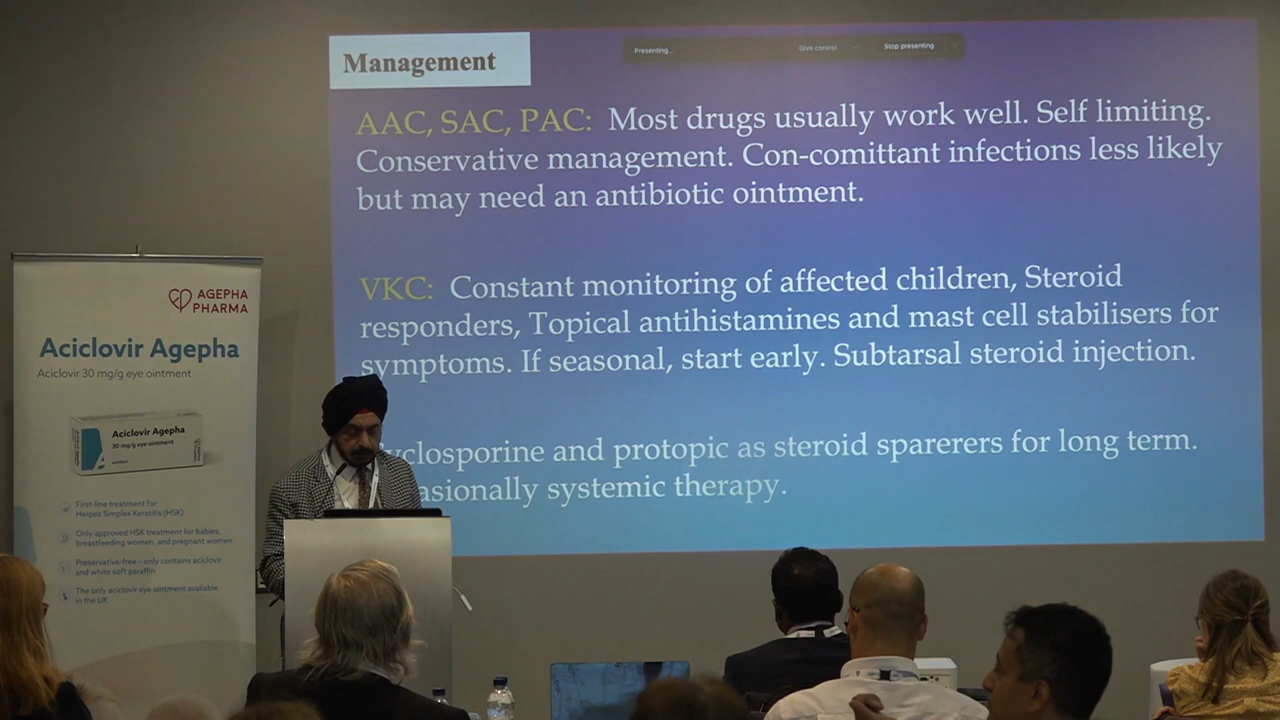 Management
Presenting...
Give control
Stop presenting
AAC, SAC, PAC: Most drugs usually work well. Self limiting.
Conservative management. Con-comittant infections less likely
but may need an antibiotic ointment.
VKC: Constant monitoring of affected children, Steroid
responders, Topical antihistamines and mast cell stabilisers for
symptoms. If seasonal, start early. Subtarsal steroid injection.
yclosporine and protopic as steroid sparerers for long term.
asionally systemic therapy.
AGEPHA
PHARMA
Aciclovir Agepha
Aciclovir 30 mg/g eye ointment
Aciclovir Agepha
30 mg/g eye ointment
First-line treatment for
Herpes Simplex Keratitis (HSK)
Only approved HSK treatment for babies,
breastfeeding women, and pregnant women
Preservative-free - only contains aciclovir
and white soft paraffin
The only aciclovir eye ointment available
in the UK